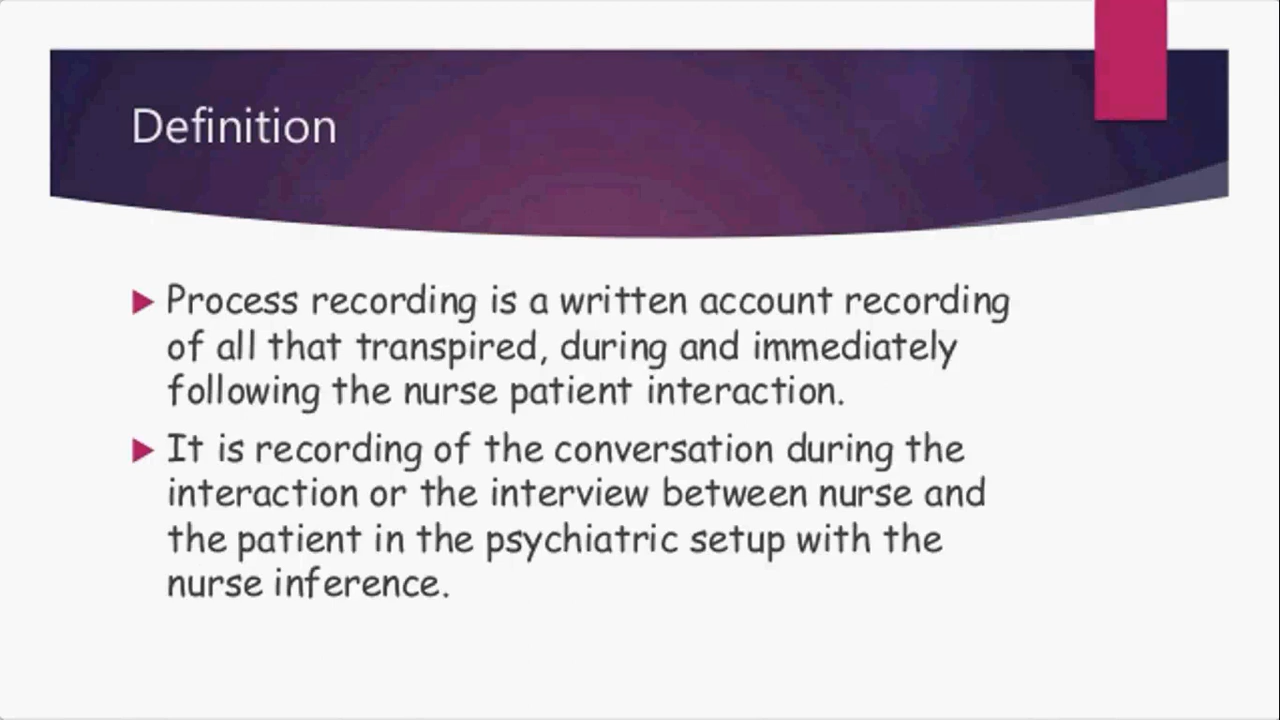 Definition
Process recording is a written account recording
of all that transpired, during and immediately
following the nurse patient interaction.
It is recording of the conversation during the
interaction or the interview between nurse and
the patient in the psychiatric setup with the
nurse inference.